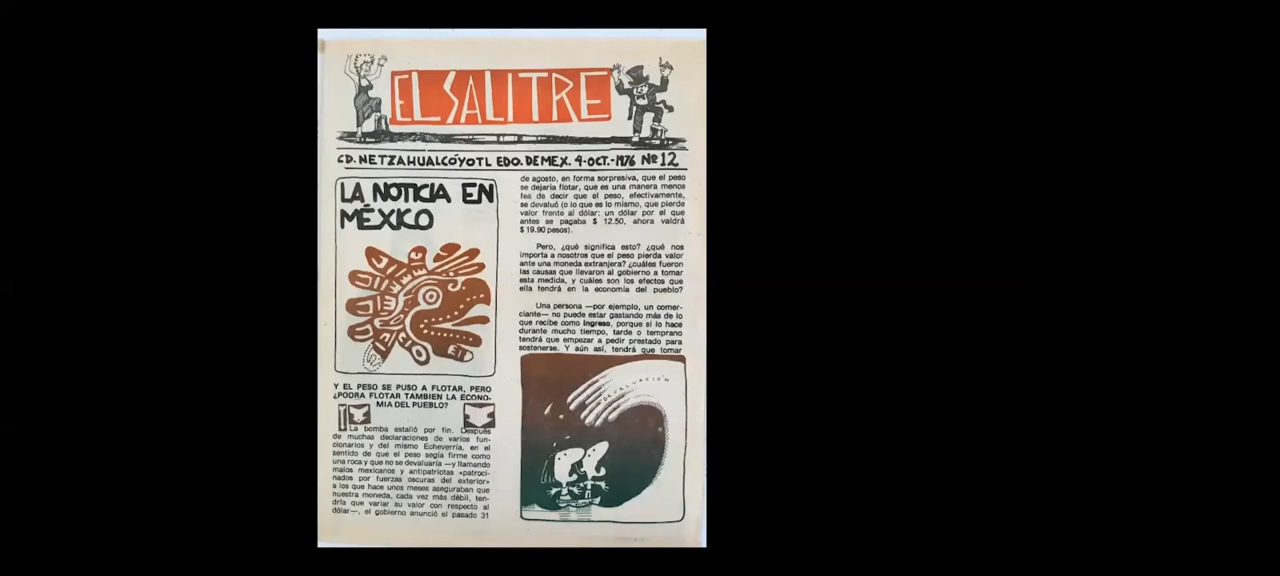 EL SALITRE
CD. NETZAHUALCÓYOTL EDO. DE MEX. 4-OCT.-1976 Nº 12
LA NOTICIA EN
MÉXICO
Y EL PESO SE PUSO A FLOTAR, PERO
¿PODRA FLOTAR TAMBIEN LA ECONO-
MIA DEL PUEBLO?
La bomba estalló por fin. Después
de muchas declaraciones de varios fun-
cionarios y del mismo Echeverría, en el
sentido de que el peso segía firme como
una roca y que no se devaluaría —y llamando
malos mexicanos y antipatriotas «patroci-
nados por fuerzas oscuras del exterior»
a los que hace unos meses aseguraban que
nuestra moneda, cada vez más débil, ten-
dría que variar su valor con respecto al
dólar—, el gobierno anunció el pasado 31
de agosto, en forma sorpresiva, que el peso
se dejaría flotar, que es una manera menos
fea de decir que el peso, efectivamente,
se devaluó (o lo que es lo mismo, que pierde
valor frente al dólar: un dólar por el que
antes se pagaba $ 12.50, ahora valdrá
$ 19.90 pesos).
Pero, ¿qué significa esto? ¿qué nos
importa a nosotros que el peso pierda valor
ante una moneda extranjera? ¿cuáles fueron
las causas que llevaron al gobierno a tomar
esta medida, y cuáles son los efectos que
ella tendrá en la economía del pueblo?
Una persona —por ejemplo, un comer-
ciante— no puede estar gastando más de lo
que recibe como ingreso, porque si lo hace
durante mucho tiempo, tarde o temprano
tendrá que empezar a pedir prestado para
sostenerse. Y aún así, tendrá que tomar
DEVALUACIÓN